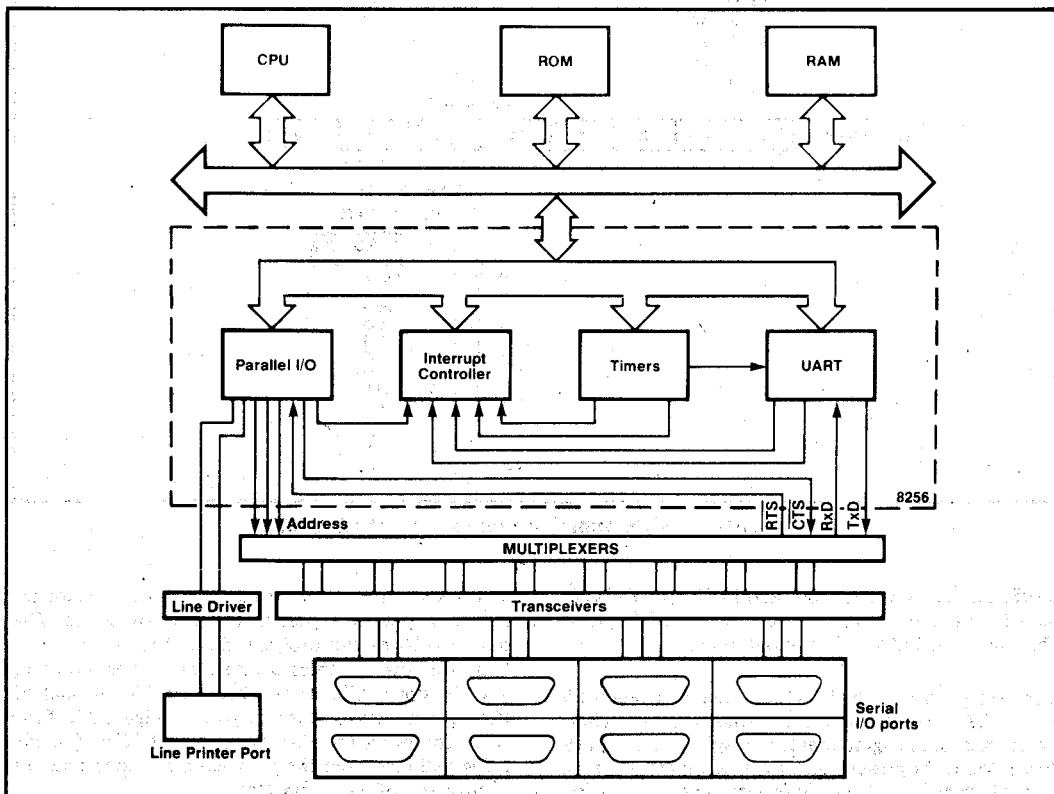 CPU
ROM
RAM
Parallel I/O
Interrupt
Controller
Timers
UART
8256
Address
RTS
CTS
RxD
TxD
MULTIPLEXERS
Line Driver
Transceivers
Serial
I/O ports
Line Printer Port